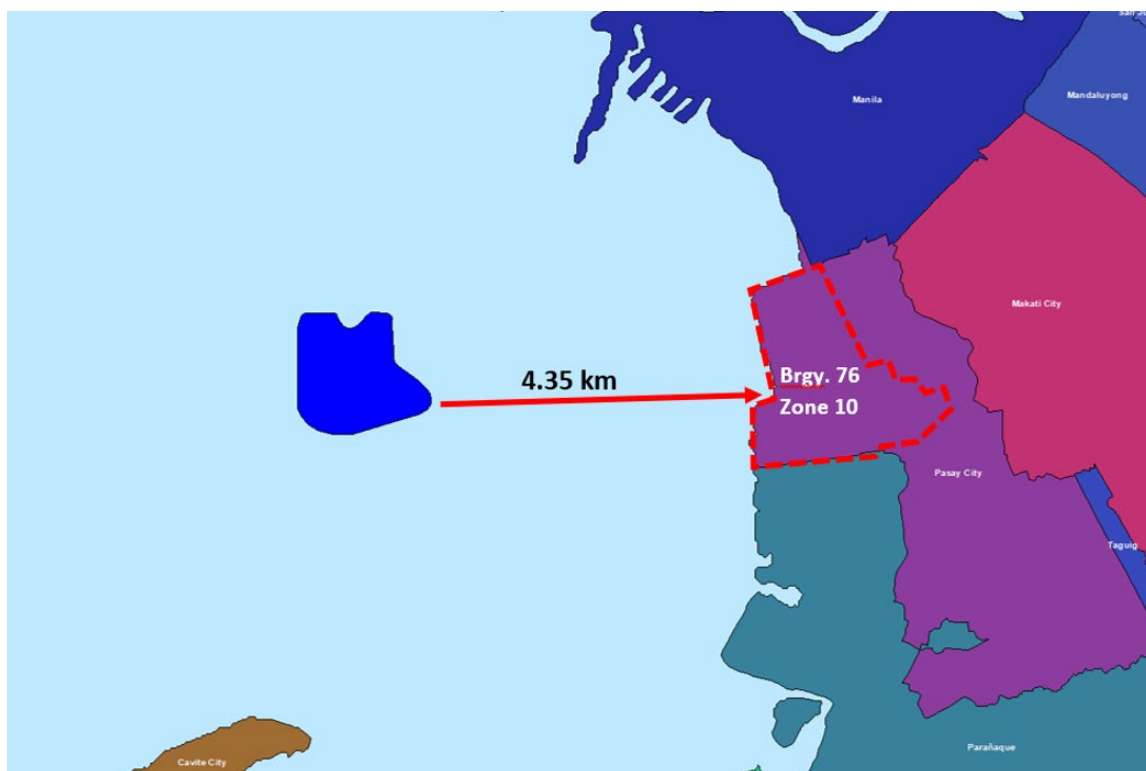 Manila
Mandaluyong
Makati City
4.35 km
Brgy. 76
Zone 10
Pasay City
Taguig
Parañaque
Cavite City